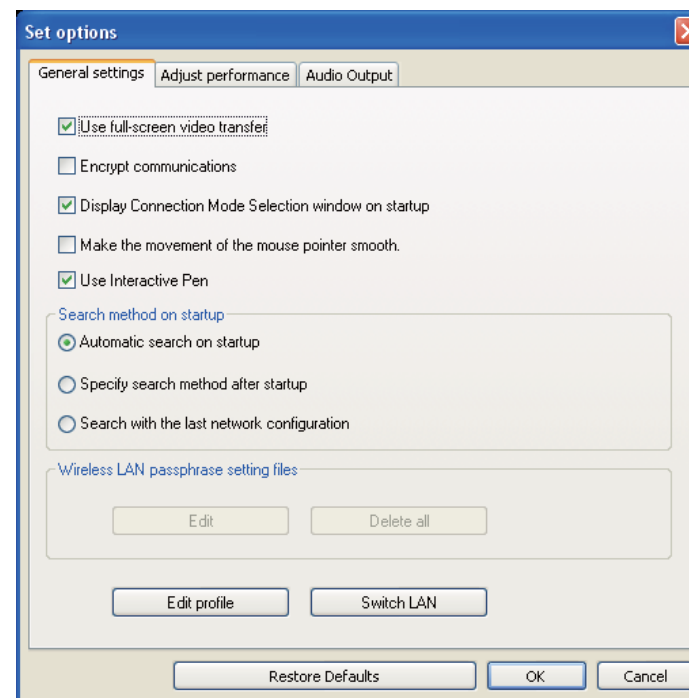 Set options
General settings Adjust performance Audio Output
Use full-screen video transfer
Encrypt communications
Display Connection Mode Selection window on startup
Make the movement of the mouse pointer smooth.
Use Interactive Pen
Search method on startup
Automatic search on startup
Specify search method after startup
Search with the last network configuration
Wireless LAN passphrase setting files
Edit Delete all
Edit profile Switch LAN
Restore Defaults OK Cancel